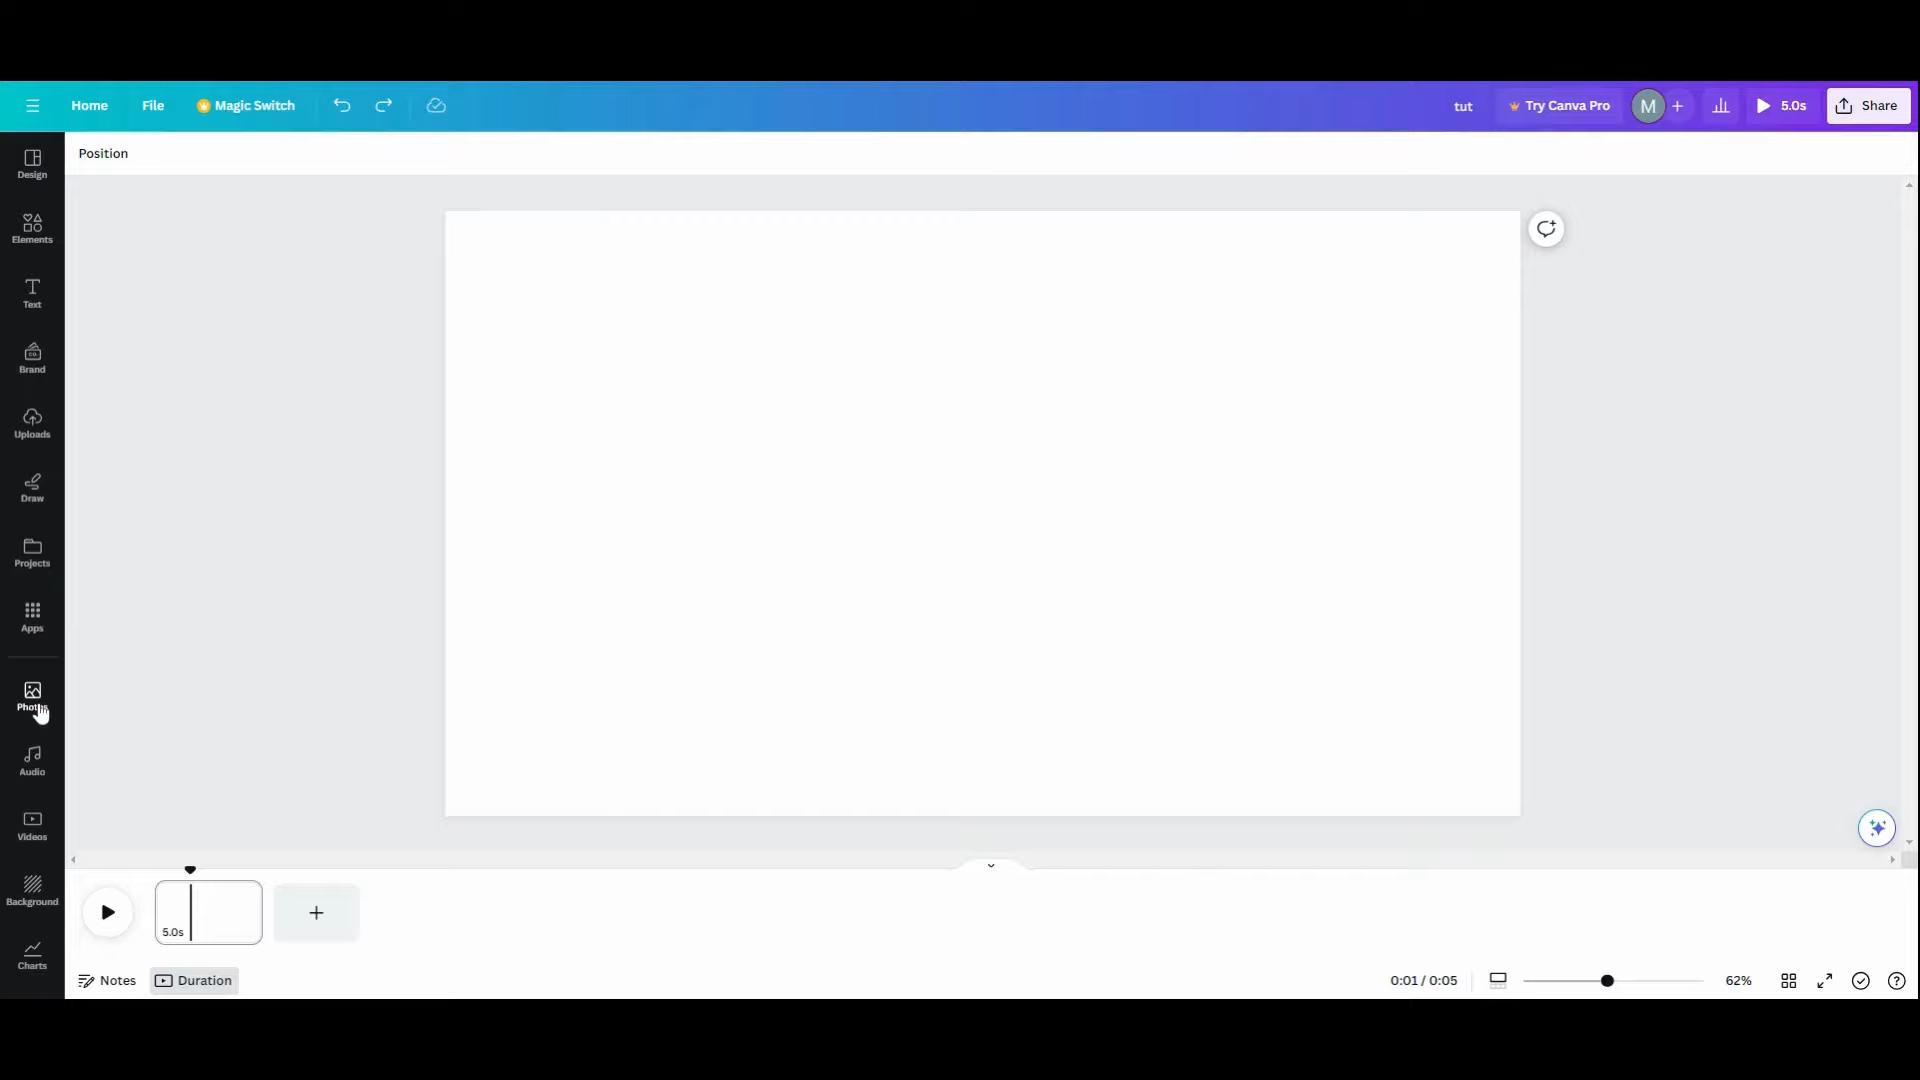 Home File Magic Switch tut Try Canva Pro M 5.0s Share
Position
Design
Elements
Text
Brand
CO.
Uploads
Draw
Projects
Apps
Photos
Audio
Videos
Background
Charts
5.0s
Notes Duration 0:01 / 0:05 62%